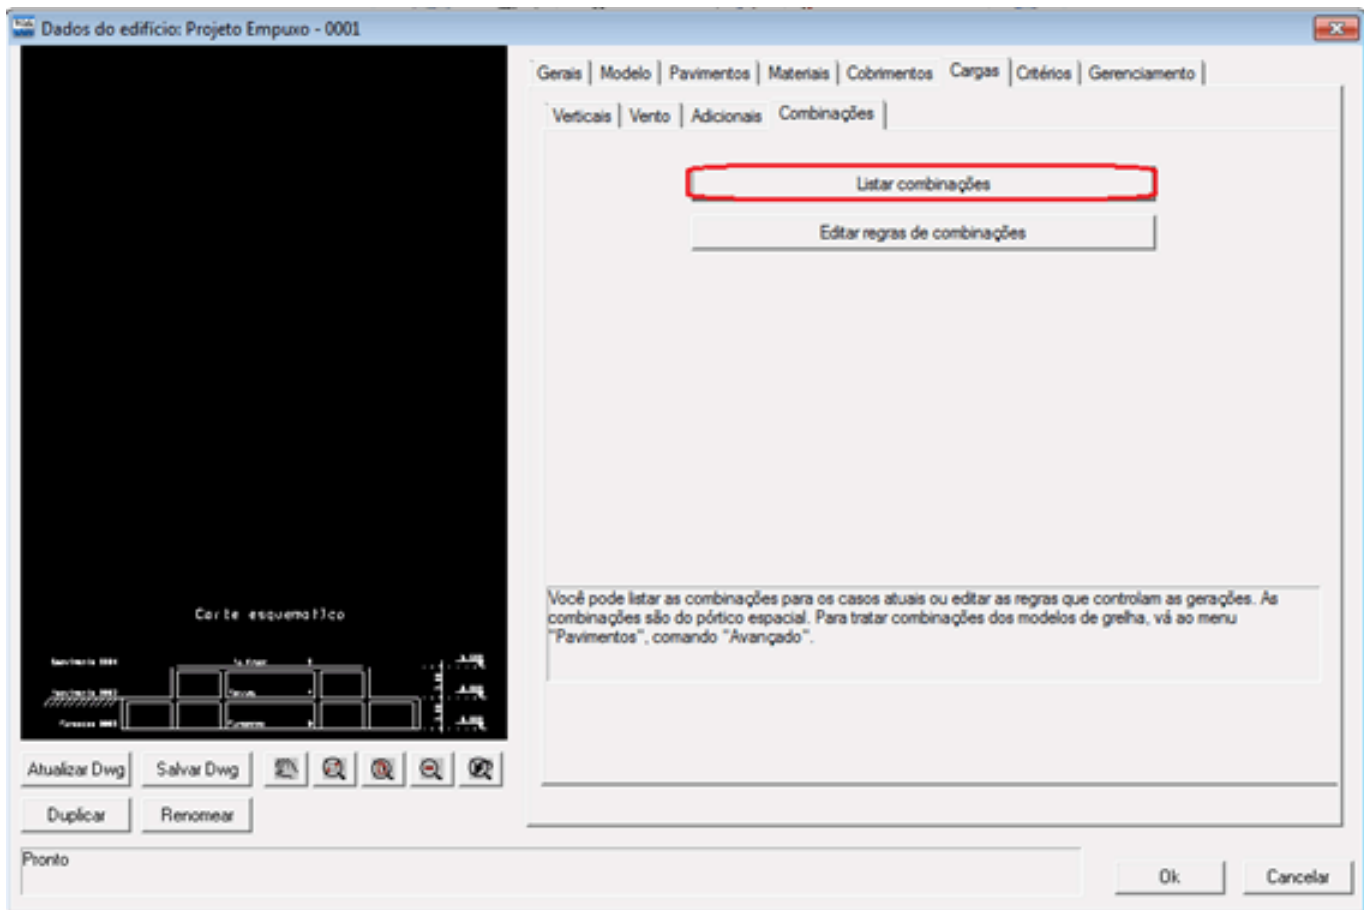 Dados do edifício: Projeto Empuxo - 0001
Gerais Modelo Pavimentos Materiais Cobrimentos Cargas Critérios Gerenciamento
Verticais Vento Adicionais Combinações
Listar combinações
Editar regras de combinações
Você pode listar as combinações para os casos atuais ou editar as regras que controlam as gerações. As
combinações são do pórtico espacial. Para tratar combinações dos modelos de grelha, vá ao menu
"Pavimentos", comando "Avançado".
Corte esquematico
Atualizar Dwg Salvar Dwg
Duplicar Renomear
Pronto
Ok Cancelar